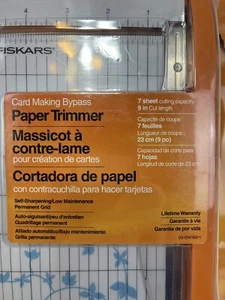 4 3 2 1
FISKARS
Card Making Bypass
Paper Trimmer
Massicot à
contre-lame
pour création de cartes
Cortadora de papel
con contracuchilla para hacer tarjetas
7 sheet cutting capacity
9 in Cut length
Capacité de coupe
7 feuilles
Longueur de coupe
23 cm (9 po)
Capacidad de corte para
7 hojas
Longitud de corte de 23 cm
Self-Sharpening/Low Maintenance
Permanent Grid
Auto-aiguisant/peu d'entretien
Quadrillage permanent
Afilado automático/bajo mantenimiento
Grilla permanente
Lifetime Warranty
Garantie à vie
Garantía de por vida